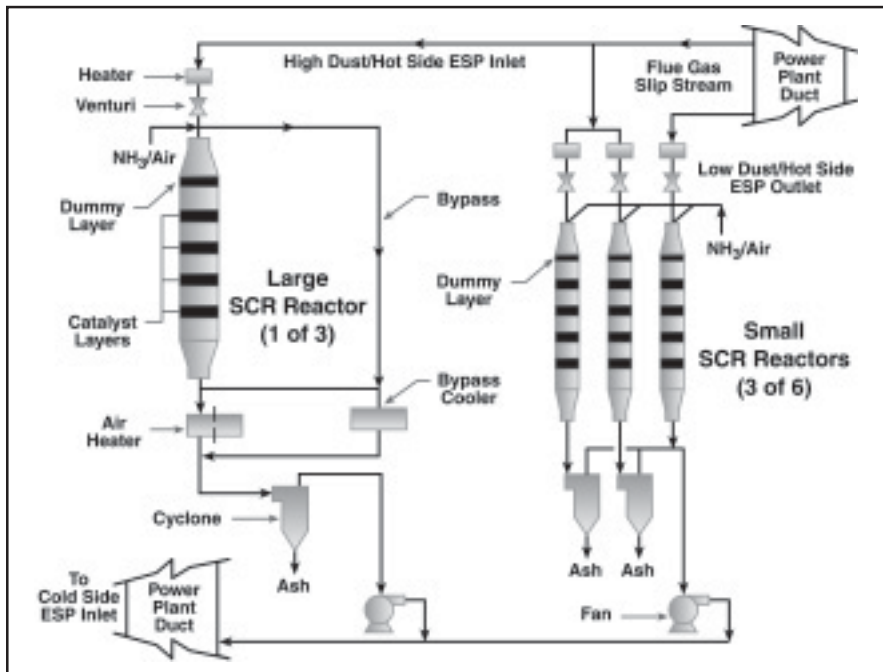 High Dust/Hot Side ESP Inlet
Flue Gas
Slip Stream
Power
Plant
Duct
Heater
Venturi
NH3/Air
Low Dust/Hot Side
ESP Outlet
Dummy
Layer
Bypass
NH3/Air
Large
SCR Reactor
(1 of 3)
Dummy
Layer
Catalyst
Layers
Small
SCR Reactors
(3 of 6)
Bypass
Cooler
Air
Heater
Cyclone
Ash
Ash
Ash
To
Cold Side
ESP Inlet
Power
Plant
Duct
Fan